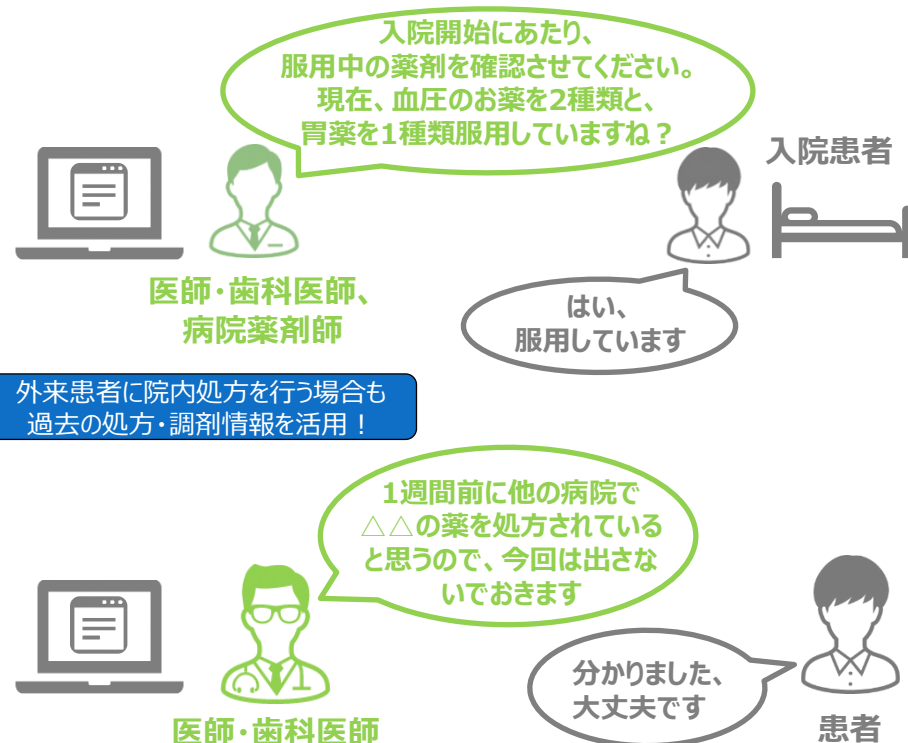 入院開始にあたり、
服用中の薬剤を確認させてください。
現在、血圧のお薬を2種類と、
胃薬を1種類服用していますね？
入院患者
医師・歯科医師、
病院薬剤師
はい、
服用しています
外来患者に院内処方を行う場合も
過去の処方・調剤情報を活用！
1週間前に他の病院で
△△の薬を処方されている
と思うので、今回は出さな
いでおきます
分かりました、
大丈夫です
医師・歯科医師
患者